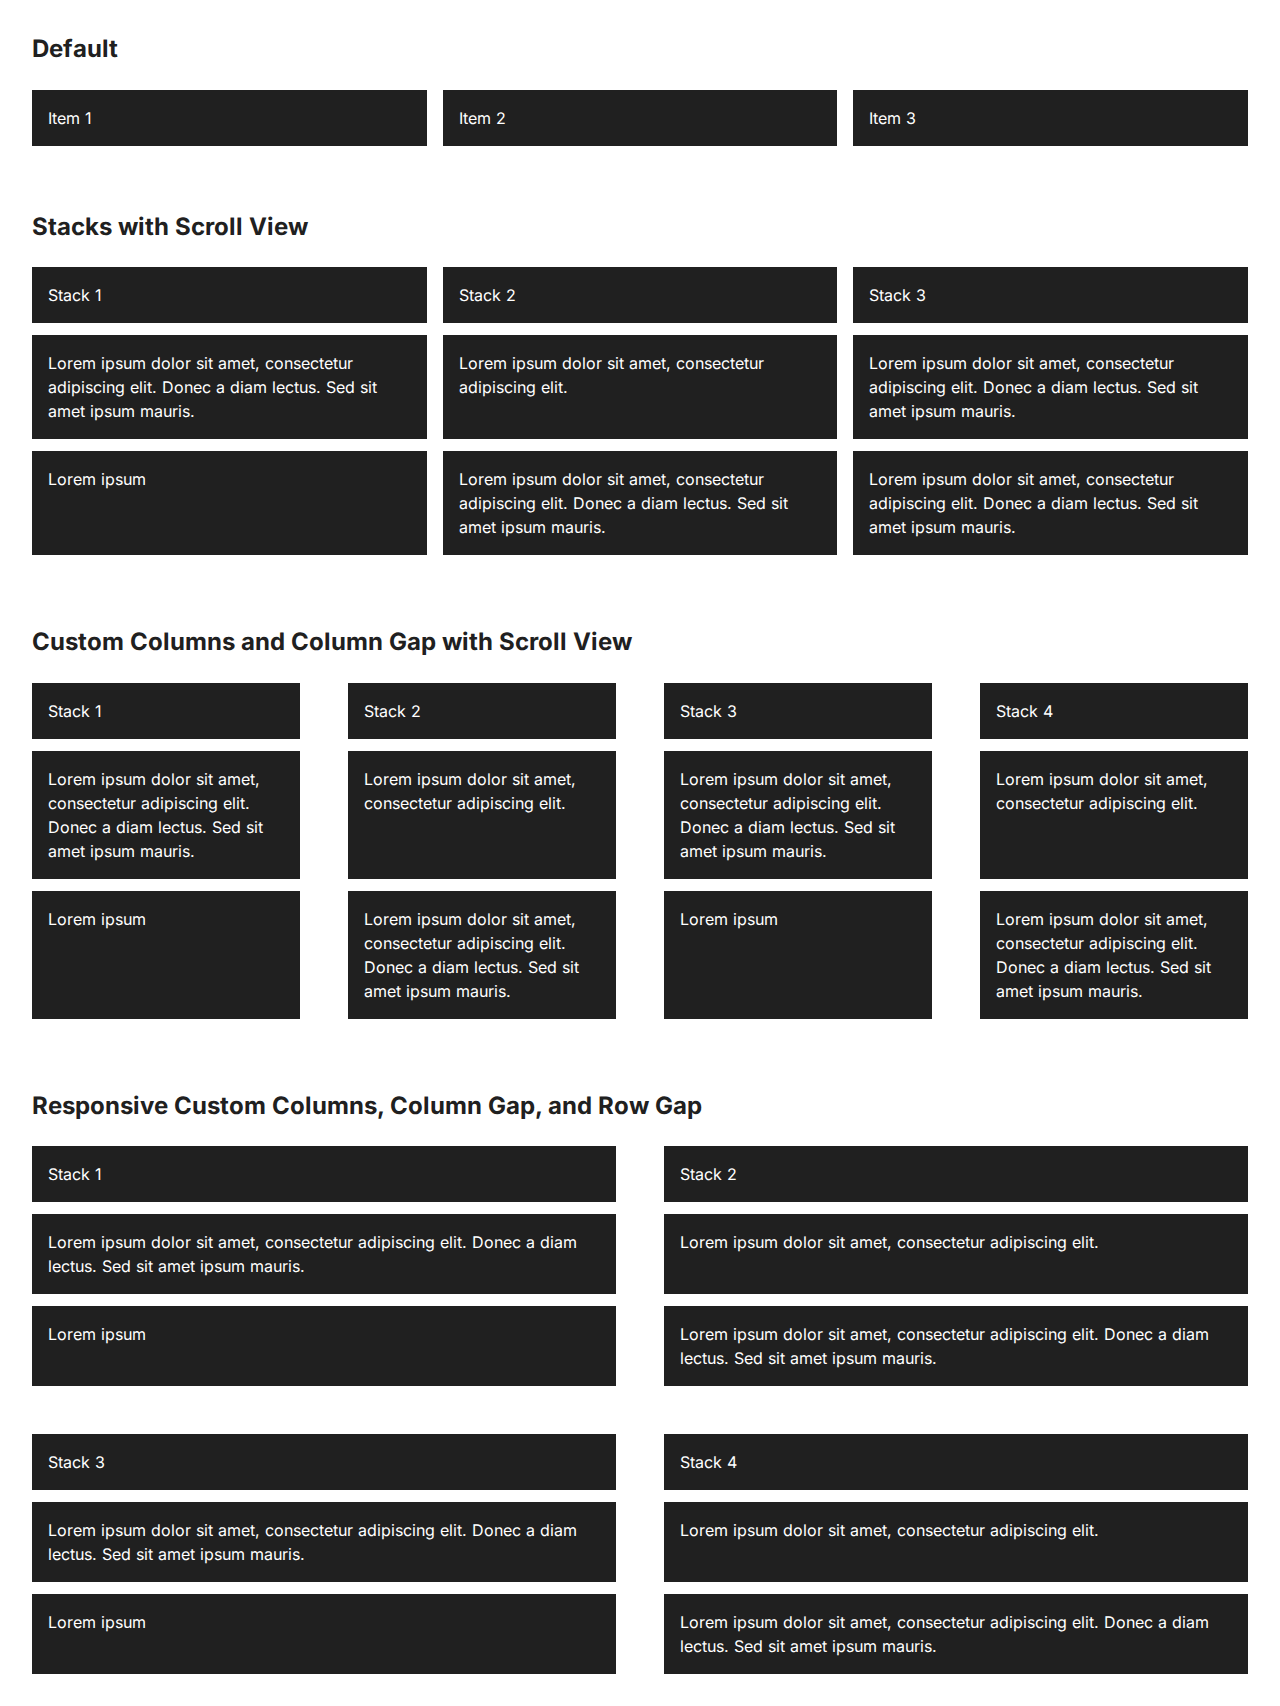 Default
Item 1
Item 2
Item 3
Stacks with Scroll View
Stack 1
Stack 2
Stack 3
Lorem ipsum dolor sit amet, consectetur
adipiscing elit. Donec a diam lectus. Sed sit
amet ipsum mauris.
Lorem ipsum dolor sit amet, consectetur
adipiscing elit.
Lorem ipsum dolor sit amet, consectetur
adipiscing elit. Donec a diam lectus. Sed sit
amet ipsum mauris.
Lorem ipsum
Lorem ipsum dolor sit amet, consectetur
adipiscing elit. Donec a diam lectus. Sed sit
amet ipsum mauris.
Lorem ipsum dolor sit amet, consectetur
adipiscing elit. Donec a diam lectus. Sed sit
amet ipsum mauris.
Custom Columns and Column Gap with Scroll View
Stack 1
Stack 2
Stack 3
Stack 4
Lorem ipsum dolor sit amet,
consectetur adipiscing elit.
Donec a diam lectus. Sed sit
amet ipsum mauris.
Lorem ipsum dolor sit amet,
consectetur adipiscing elit.
Lorem ipsum dolor sit amet,
consectetur adipiscing elit.
Donec a diam lectus. Sed sit
amet ipsum mauris.
Lorem ipsum dolor sit amet,
consectetur adipiscing elit.
Lorem ipsum
Lorem ipsum dolor sit amet,
consectetur adipiscing elit.
Donec a diam lectus. Sed sit
amet ipsum mauris.
Lorem ipsum
Lorem ipsum dolor sit amet,
consectetur adipiscing elit.
Donec a diam lectus. Sed sit
amet ipsum mauris.
Responsive Custom Columns, Column Gap, and Row Gap
Stack 1
Stack 2
Lorem ipsum dolor sit amet, consectetur adipiscing elit. Donec a diam
lectus. Sed sit amet ipsum mauris.
Lorem ipsum dolor sit amet, consectetur adipiscing elit.
Lorem ipsum
Lorem ipsum dolor sit amet, consectetur adipiscing elit. Donec a diam
lectus. Sed sit amet ipsum mauris.
Stack 3
Stack 4
Lorem ipsum dolor sit amet, consectetur adipiscing elit. Donec a diam
lectus. Sed sit amet ipsum mauris.
Lorem ipsum dolor sit amet, consectetur adipiscing elit.
Lorem ipsum
Lorem ipsum dolor sit amet, consectetur adipiscing elit. Donec a diam
lectus. Sed sit amet ipsum mauris.